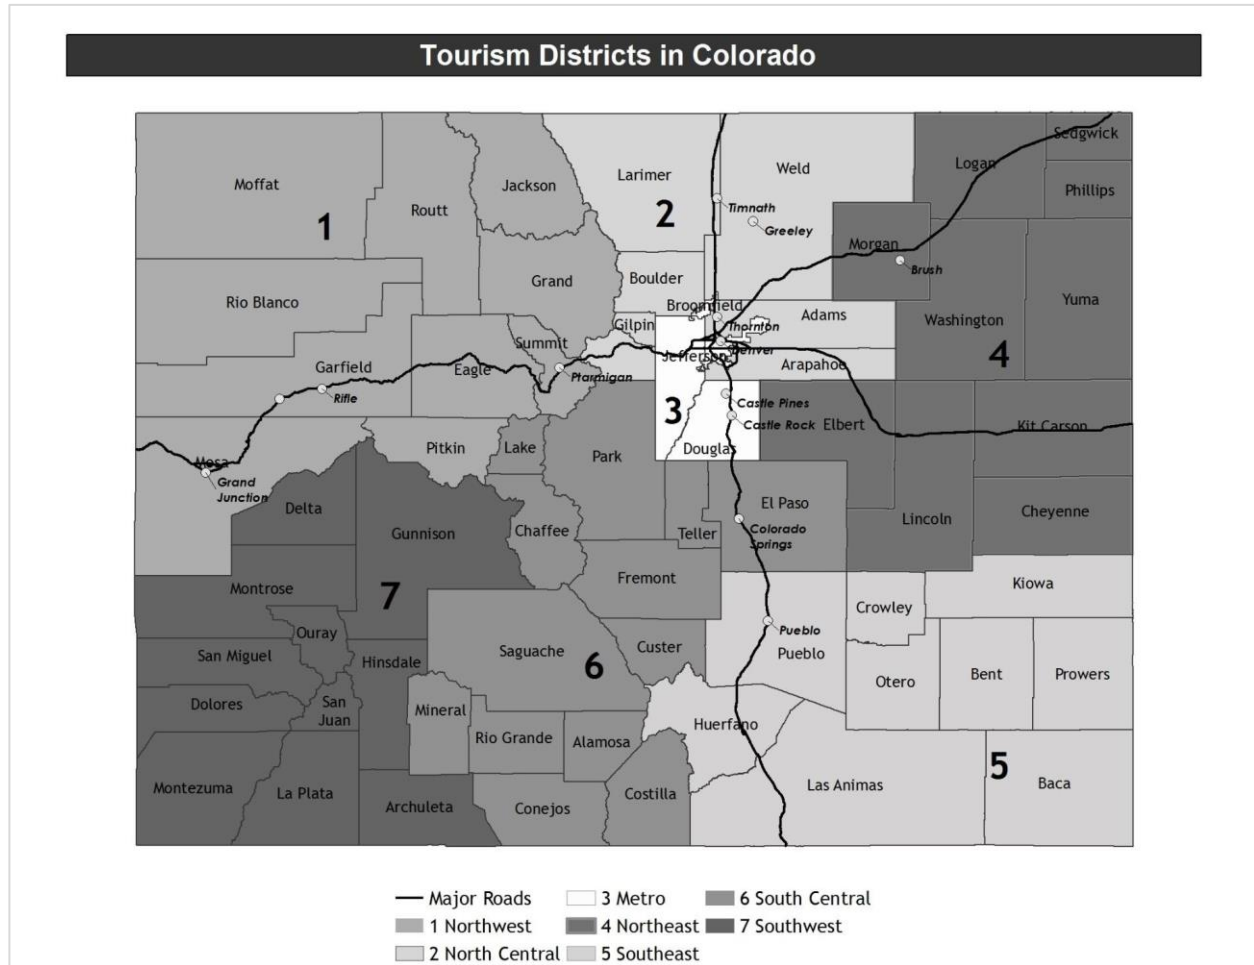 Tourism Districts in Colorado
Sedgwick
Logan
Weld
Larimer
Moffat
Jackson
Phillips
Routt
1
2
Timnath
Greeley
Morgan
Brush
Grand
Boulder
Rio Blanco
Broomfield
Yuma
Adams
Washington
Gilpin
Thornton
Summit
Denver
Jefferson
4
Garfield
Eagle
Arapahoe
Ptarmigan
Rifle
Castle Pines
3
Castle Rock
Elbert
Kit Carson
Pitkin
Lake
Park
Douglas
Mesa
Grand
Junction
Delta
El Paso
Cheyenne
Gunnison
Chaffee
Teller
Lincoln
Colorado
Springs
Fremont
Kiowa
Montrose
7
Crowley
Ouray
Pueblo
Custer
Saguache
Pueblo
San Miguel
Hinsdale
6
Bent
Prowers
Otero
Dolores
San
Juan
Mineral
Huerfano
Rio Grande
Alamosa
5
Las Animas
Baca
Montezuma
La Plata
Costilla
Archuleta
Conejos
Major Roads
3 Metro
6 South Central
1 Northwest
4 Northeast
7 Southwest
2 North Central
5 Southeast